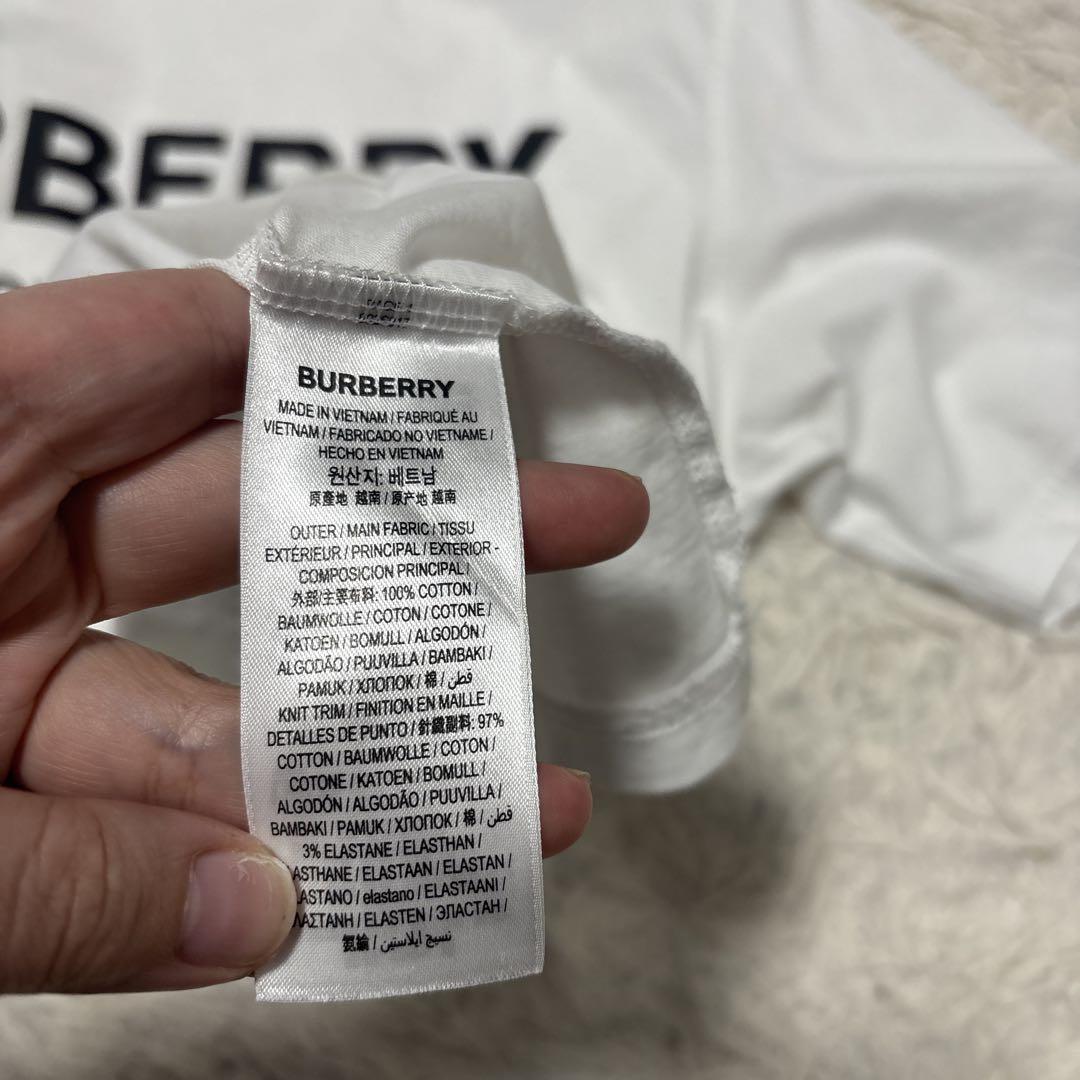 BERRY
BURBERRY
MADE IN VIETNAM / FABRIQUÉ AU
VIETNAM / FABRICADO NO VIETNAME /
HECHO EN VIETNAM
원산지: 베트남
原產地 越南 / 原产地 越南
OUTER / MAIN FABRIC / TISSU
EXTÉRIEUR / PRINCIPAL / EXTERIOR -
COMPOSICION PRINCIPAL /
外部/主要布料: 100% COTTON /
BAUMWOLLE / COTON / COTONE /
KATOEN / BOMULL / ALGODÓN /
ALGODÃO / PUUVILLA / BAMBAKI /
PAMUK / ХЛОПОК / 棉 / قطن /
KNIT TRIM / FINITION EN MAILLE /
DETALLES DE PUNTO / 針織副料: 97%
COTTON / BAUMWOLLE / COTON /
COTONE / KATOEN / BOMULL /
ALGODÓN / ALGODÃO / PUUVILLA /
BAMBAKI / PAMUK / ХЛОПОК / 棉 / قطن /
3% ELASTANE / ELASTHAN /
ASTHANE / ELASTAAN / ELASTAN /
LASTANO / elastano / ELASTAANI /
ΛΑΣΤΑΝΗ / ELASTEN / ЭЛАСТАН /
氨綸 / نسيج ايلاستين